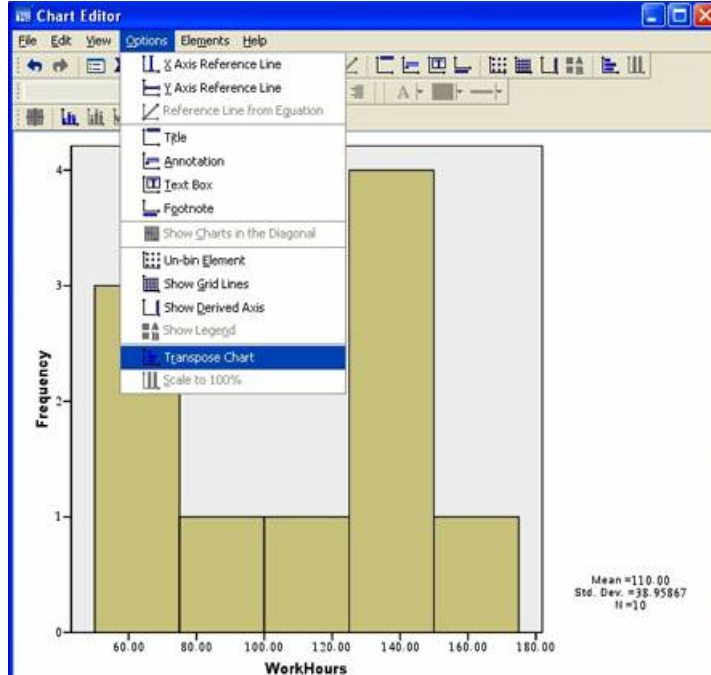 Chart Editor
File Edit View Options Elements Help
X Axis Reference Line
Y Axis Reference Line
Reference Line from Equation
Title
Annotation
Text Box
Footnote
Show Charts in the Diagonal
Un-bin Element
Show Grid Lines
Show Derived Axis
Show Legend
Transpose Chart
Scale to 100%
A
4
3
2
1
0
Frequency
60.00 80.00 100.00 120.00 140.00 160.00 180.00
WorkHours
Mean =110.00
Std. Dev. =38.95867
N =10